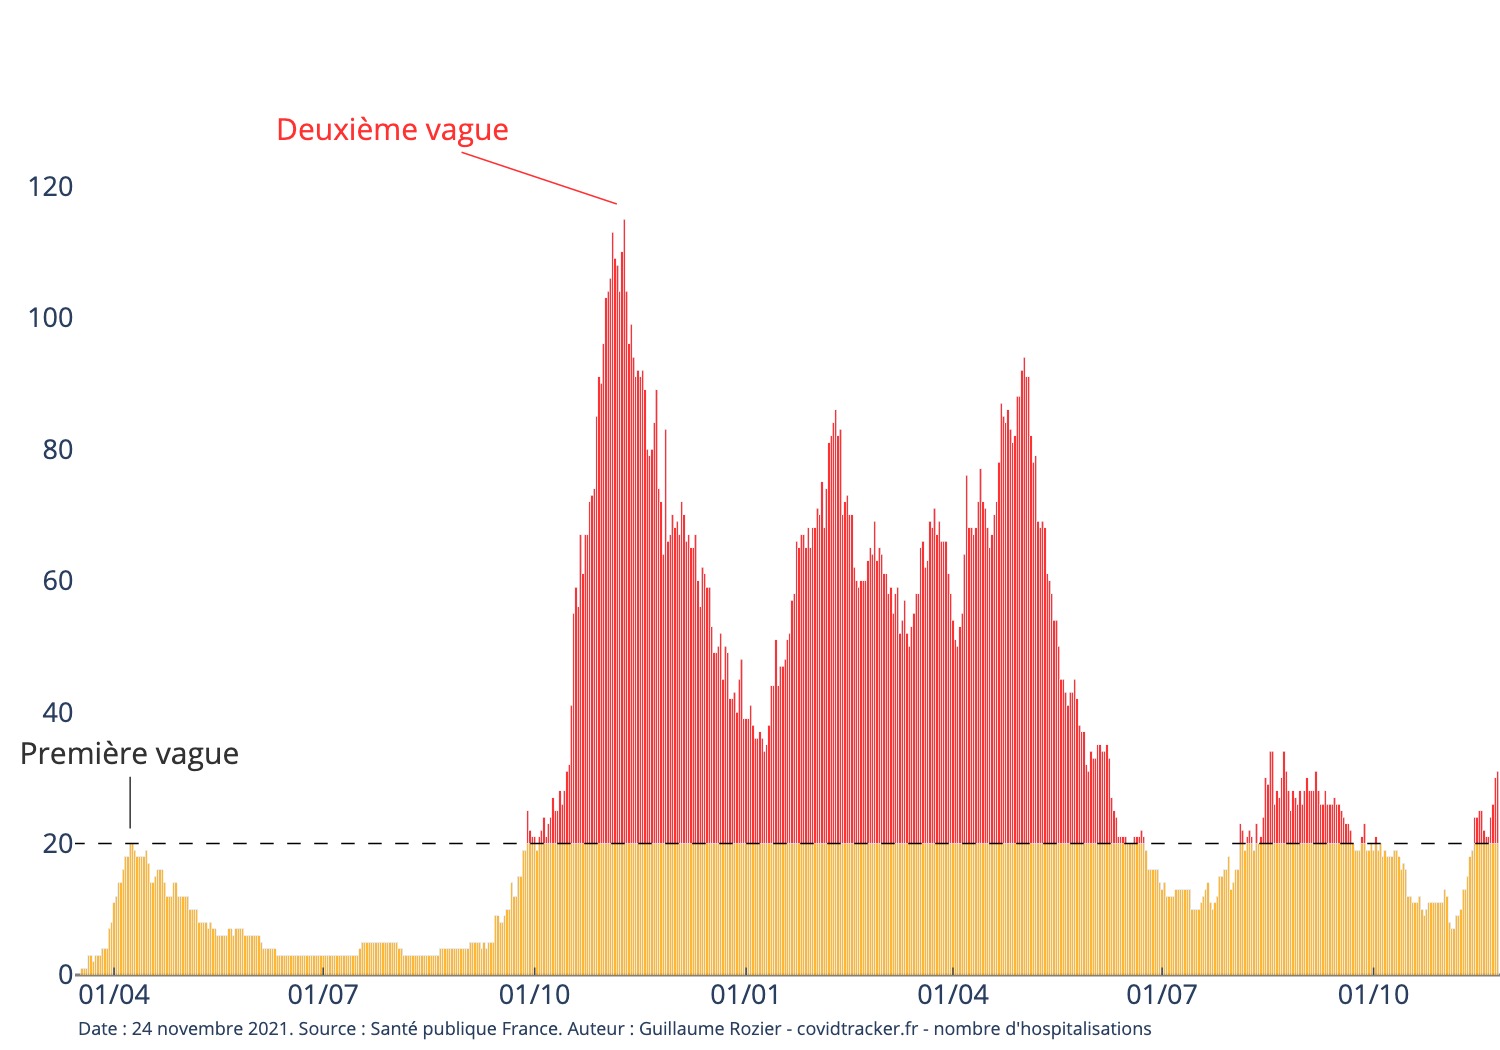 Deuxième vague
120
100
80
60
40
Première vague
20
0
01/04 01/07 01/10 01/01 01/04 01/07 01/10
Date : 24 novembre 2021. Source : Santé publique France. Auteur : Guillaume Rozier - covidtracker.fr - nombre d'hospitalisations